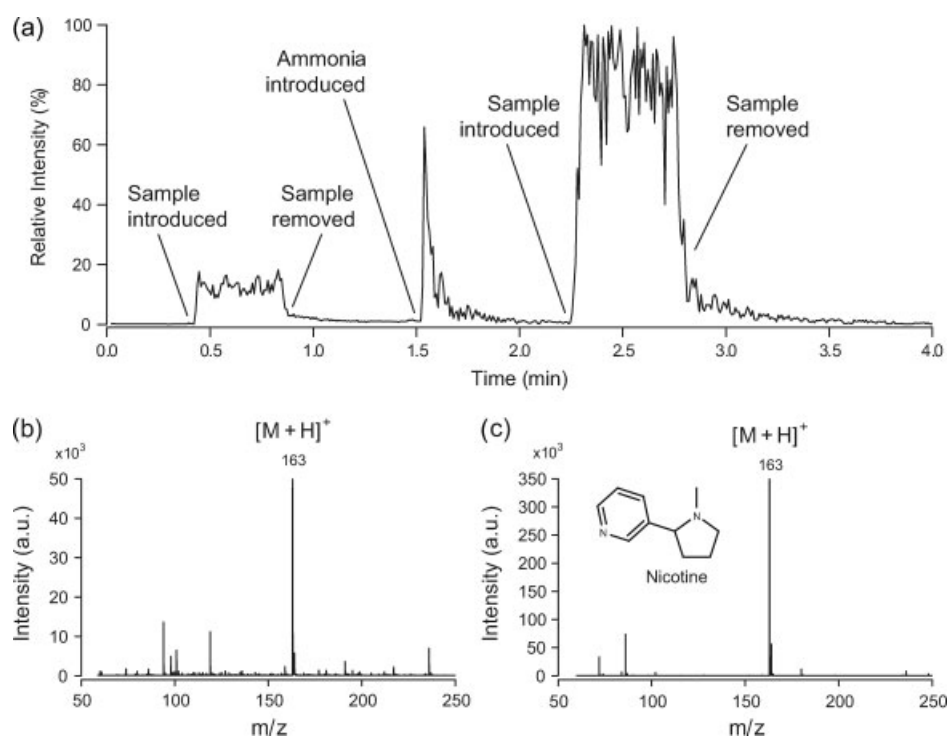 (a)
100
80
60
40
20
0
Relative Intensity (%)
Sample
introduced
Sample
removed
Ammonia
introduced
Sample
introduced
Sample
removed
0.0 0.5 1.0 1.5 2.0 2.5 3.0 3.5 4.0
Time (min)
(b)
[M + H]+
x10³
163
50
40
30
20
10
0
Intensity (a.u.)
50 100 150 200 250
m/z
(c)
[M + H]+
x10³
163
350
300
250
200
150
100
50
0
Intensity (a.u.)
N
N
Nicotine
50 100 150 200 250
m/z